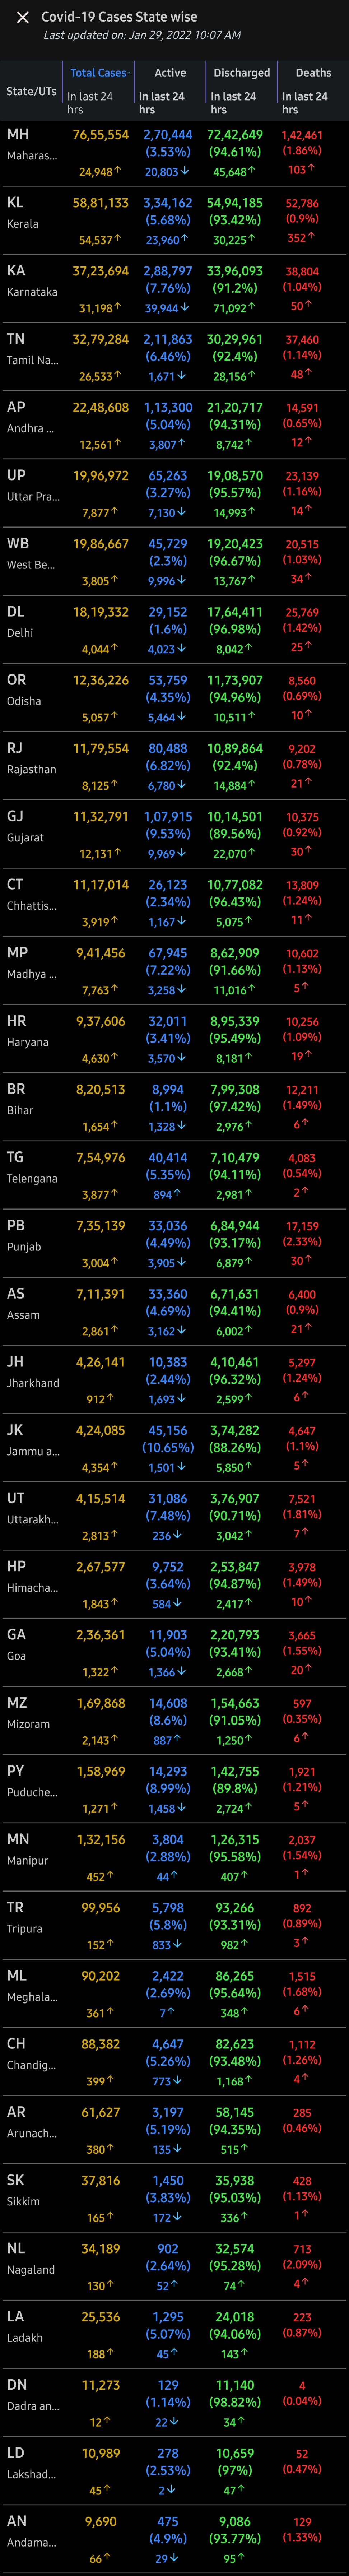 Covid-19 Cases State wise
Last updated on: Jan 29, 2022 10:07 AM
State/UTs Total Cases Active Discharged Deaths
In last 24 hrs In last 24 hrs In last 24 hrs In last 24 hrs
MH 76,55,554 2,70,444 72,42,649 1,42,461
Maharas... (3.53%) (94.61%) (1.86%)
24,948↑ 20,803↓ 45,648↑ 103↑
KL 58,81,133 3,34,162 54,94,185 52,786
Kerala (5.68%) (93.42%) (0.9%)
54,537↑ 23,960↑ 30,225↑ 352↑
KA 37,23,694 2,88,797 33,96,093 38,804
Karnataka (7.76%) (91.2%) (1.04%)
31,198↑ 39,944↓ 71,092↑ 50↑
TN 32,79,284 2,11,863 30,29,961 37,460
Tamil Na... (6.46%) (92.4%) (1.14%)
26,533↑ 1,671↓ 28,156↑ 48↑
AP 22,48,608 1,13,300 21,20,717 14,591
Andhra ... (5.04%) (94.31%) (0.65%)
12,561↑ 3,807↑ 8,742↑ 12↑
UP 19,96,972 65,263 19,08,570 23,139
Uttar Pra... (3.27%) (95.57%) (1.16%)
7,877↑ 7,130↓ 14,993↑ 14↑
WB 19,86,667 45,729 19,20,423 20,515
West Be... (2.3%) (96.67%) (1.03%)
3,805↑ 9,996↓ 13,767↑ 34↑
DL 18,19,332 29,152 17,64,411 25,769
Delhi (1.6%) (96.98%) (1.42%)
4,044↑ 4,023↓ 8,042↑ 25↑
OR 12,36,226 53,759 11,73,907 8,560
Odisha (4.35%) (94.96%) (0.69%)
5,057↑ 5,464↓ 10,511↑ 10↑
RJ 11,79,554 80,488 10,89,864 9,202
Rajasthan (6.82%) (92.4%) (0.78%)
8,125↑ 6,780↓ 14,884↑ 21↑
GJ 11,32,791 1,07,915 10,14,501 10,375
Gujarat (9.53%) (89.56%) (0.92%)
12,131↑ 9,969↓ 22,070↑ 30↑
CT 11,17,014 26,123 10,77,082 13,809
Chhattis... (2.34%) (96.43%) (1.24%)
3,919↑ 1,167↓ 5,075↑ 11↑
MP 9,41,456 67,945 8,62,909 10,602
Madhya ... (7.22%) (91.66%) (1.13%)
7,763↑ 3,258↓ 11,016↑ 5↑
HR 9,37,606 32,011 8,95,339 10,256
Haryana (3.41%) (95.49%) (1.09%)
4,630↑ 3,570↓ 8,181↑ 19↑
BR 8,20,513 8,994 7,99,308 12,211
Bihar (1.1%) (97.42%) (1.49%)
1,654↑ 1,328↓ 2,976↑ 6↑
TG 7,54,976 40,414 7,10,479 4,083
Telengana (5.35%) (94.11%) (0.54%)
3,877↑ 894↑ 2,981↑ 2↑
PB 7,35,139 33,036 6,84,944 17,159
Punjab (4.49%) (93.17%) (2.33%)
3,004↑ 3,905↓ 6,879↑ 30↑
AS 7,11,391 33,360 6,71,631 6,400
Assam (4.69%) (94.41%) (0.9%)
2,861↑ 3,162↓ 6,002↑ 21↑
JH 4,26,141 10,383 4,10,461 5,297
Jharkhand (2.44%) (96.32%) (1.24%)
912↑ 1,693↓ 2,599↑ 6↑
JK 4,24,085 45,156 3,74,282 4,647
Jammu a... (10.65%) (88.26%) (1.1%)
4,354↑ 1,501↓ 5,850↑ 5↑
UT 4,15,514 31,086 3,76,907 7,521
Uttarakh... (7.48%) (90.71%) (1.81%)
2,813↑ 236↓ 3,042↑ 7↑
HP 2,67,577 9,752 2,53,847 3,978
Himacha... (3.64%) (94.87%) (1.49%)
1,843↑ 584↓ 2,417↑ 10↑
GA 2,36,361 11,903 2,20,793 3,665
Goa (5.04%) (93.41%) (1.55%)
1,322↑ 1,366↓ 2,668↑ 20↑
MZ 1,69,868 14,608 1,54,663 597
Mizoram (8.6%) (91.05%) (0.35%)
2,143↑ 887↑ 1,250↑ 6↑
PY 1,58,969 14,293 1,42,755 1,921
Puduche... (8.99%) (89.8%) (1.21%)
1,271↑ 1,458↓ 2,724↑ 5↑
MN 1,32,156 3,804 1,26,315 2,037
Manipur (2.88%) (95.58%) (1.54%)
452↑ 44↑ 407↑ 1↑
TR 99,956 5,798 93,266 892
Tripura (5.8%) (93.31%) (0.89%)
152↑ 833↓ 982↑ 3↑
ML 90,202 2,422 86,265 1,515
Meghala... (2.69%) (95.64%) (1.68%)
361↑ 7↑ 348↑ 6↑
CH 88,382 4,647 82,623 1,112
Chandig... (5.26%) (93.48%) (1.26%)
399↑ 773↓ 1,168↑ 4↑
AR 61,627 3,197 58,145 285
Arunach... (5.19%) (94.35%) (0.46%)
380↑ 135↓ 515↑
SK 37,816 1,450 35,938 428
Sikkim (3.83%) (95.03%) (1.13%)
165↑ 172↓ 336↑ 1↑
NL 34,189 902 32,574 713
Nagaland (2.64%) (95.28%) (2.09%)
130↑ 52↑ 74↑ 4↑
LA 25,536 1,295 24,018 223
Ladakh (5.07%) (94.06%) (0.87%)
188↑ 45↑ 143↑
DN 11,273 129 11,140 4
Dadra an... (1.14%) (98.82%) (0.04%)
12↑ 22↓ 34↑
LD 10,989 278 10,659 52
Lakshad... (2.53%) (97%) (0.47%)
45↑ 2↓ 47↑
AN 9,690 475 9,086 129
Andama... (4.9%) (93.77%) (1.33%)
66↑ 29↓ 95↑